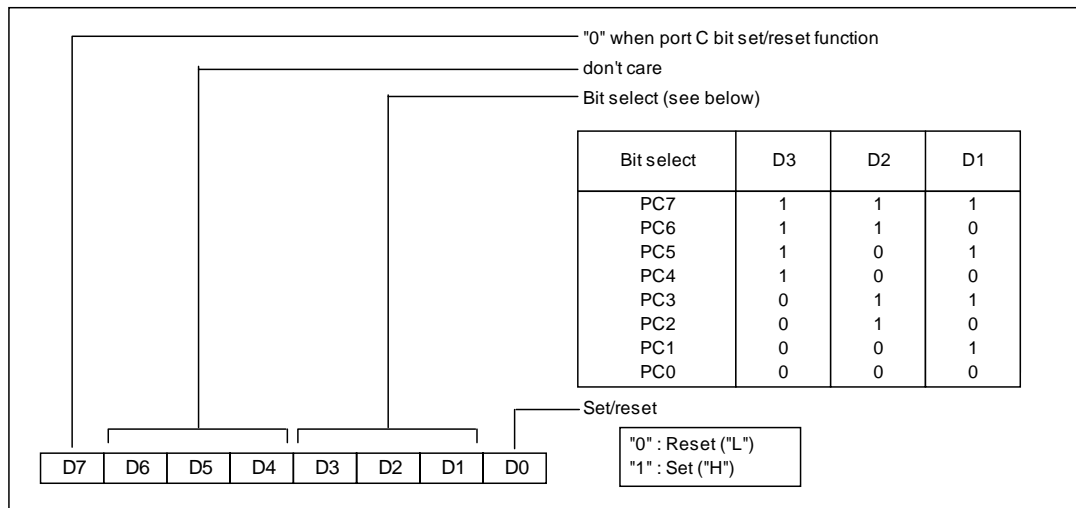 "0" when port C bit set/reset function
don't care
Bit select (see below)
Bit select D3 D2 D1
PC7 1 1 1
PC6 1 1 0
PC5 1 0 1
PC4 1 0 0
PC3 0 1 1
PC2 0 1 0
PC1 0 0 1
PC0 0 0 0
Set/reset
"0" : Reset ("L")
"1" : Set ("H")
D7 D6 D5 D4 D3 D2 D1 D0